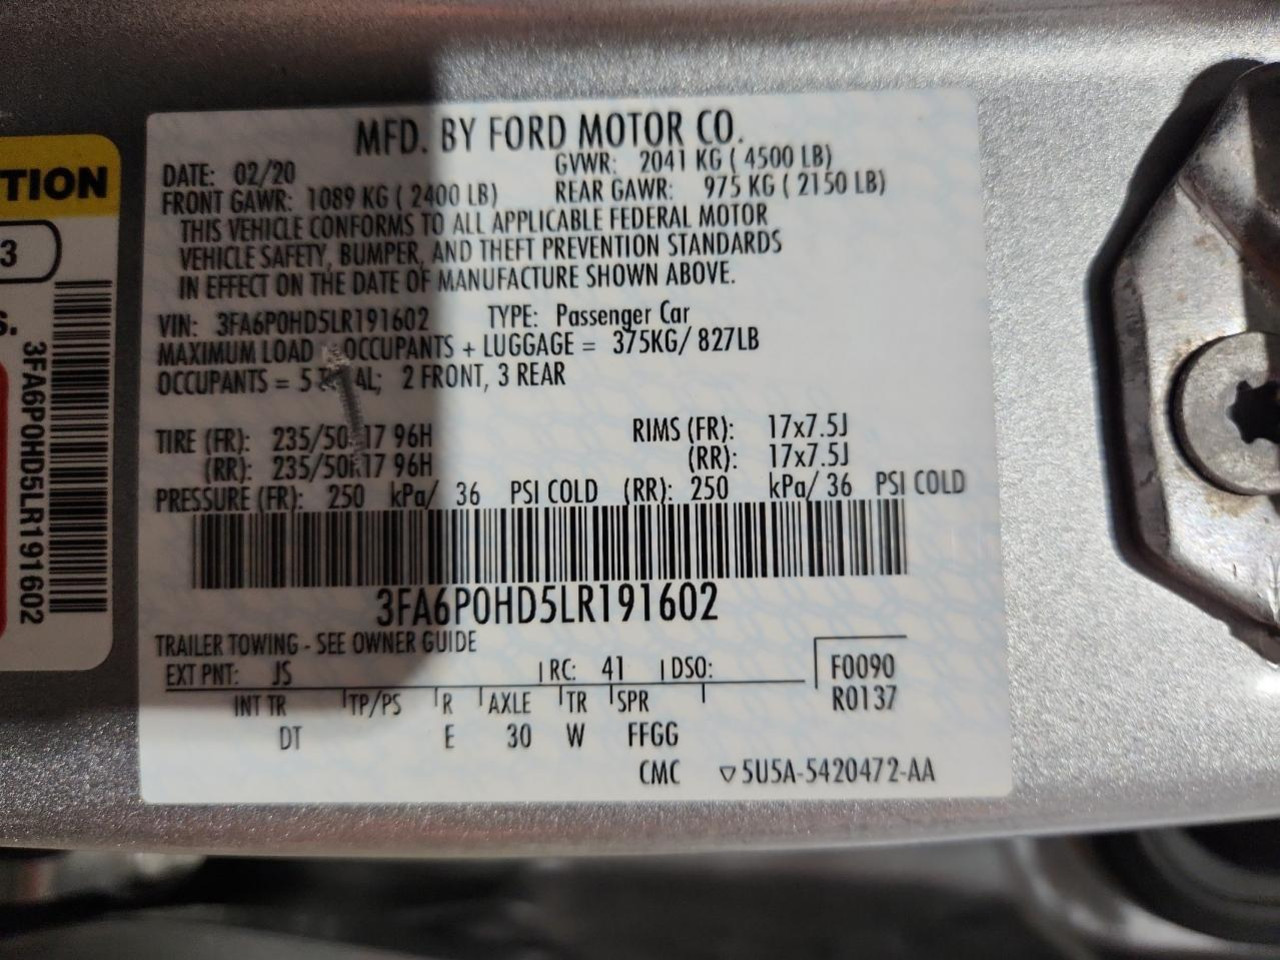 TION
3
S.
3FA6P0HD5LR191602
MFD. BY FORD MOTOR CO.
DATE: 02/20 GVWR: 2041 KG ( 4500 LB)
FRONT GAWR: 1089 KG ( 2400 LB) REAR GAWR: 975 KG ( 2150 LB)
THIS VEHICLE CONFORMS TO ALL APPLICABLE FEDERAL MOTOR
VEHICLE SAFETY, BUMPER, AND THEFT PREVENTION STANDARDS
IN EFFECT ON THE DATE OF MANUFACTURE SHOWN ABOVE.
VIN: 3FA6P0HD5LR191602 TYPE: Passenger Car
MAXIMUM LOAD OCCUPANTS + LUGGAGE = 375KG/ 827LB
OCCUPANTS = 5 2 FRONT, 3 REAR
TIRE (FR): 235/50R17 96H RIMS (FR): 17x7.5J
(RR): 235/50R17 96H (RR): 17x7.5J
PRESSURE (FR): 250 kPa/ 36 PSI COLD (RR): 250 kPa/ 36 PSI COLD
3FA6P0HD5LR191602
TRAILER TOWING - SEE OWNER GUIDE
EXT PNT: JS RC: 41 DSO: F0090
INT TR TP/PS R AXLE TR SPR R0137
DT E 30 W FFGG
CMC ▽5U5A-5420472-AA